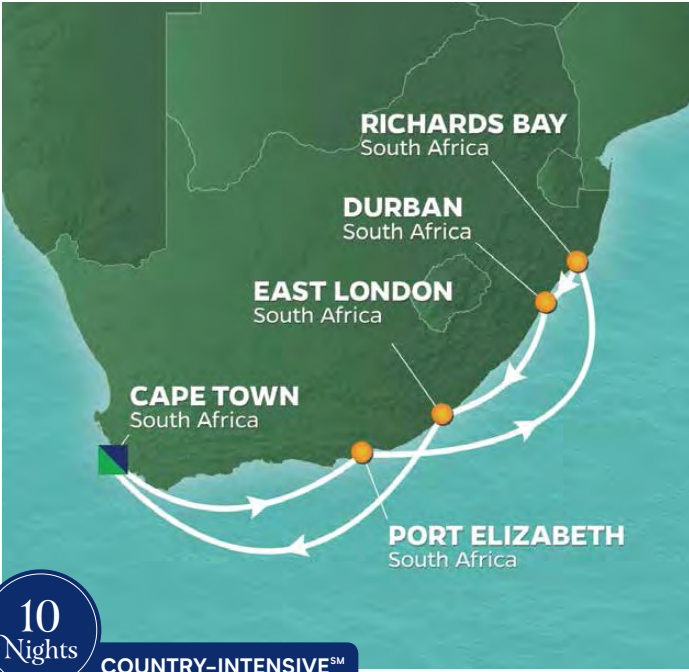 RICHARDS BAY
South Africa
DURBAN
South Africa
EAST LONDON
South Africa
CAPE TOWN
South Africa
PORT ELIZABETH
South Africa
10
Nights
COUNTRY-INTENSIVE℠